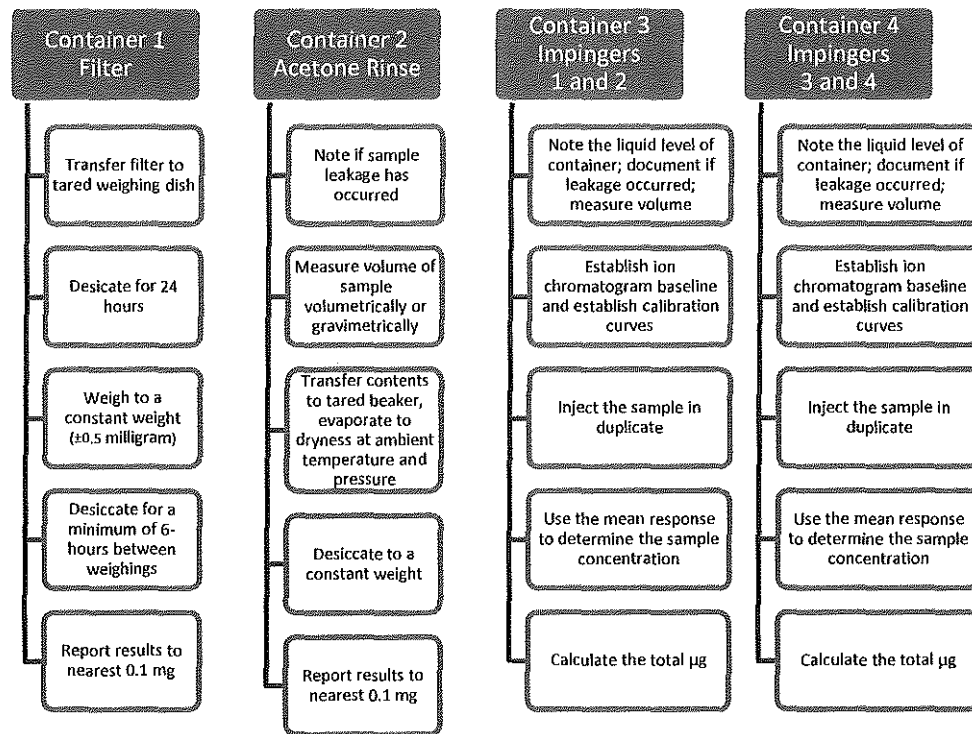 Container 1
Filter
Transfer filter to
tared weighing dish
Desicate for 24
hours
Weigh to a
constant weight
(±0.5 milligram)
Desiccate for a
minimum of 6-
hours between
weighings
Report results to
nearest 0.1 mg
Container 2
Acetone Rinse
Note if sample
leakage has
occurred
Measure volume of
sample
volumetrically or
gravimetrically
Transfer contents
to tared beaker,
evaporate to
dryness at ambient
temperature and
pressure
Desiccate to a
constant weight
Report results to
nearest 0.1 mg
Container 3
Impingers
1 and 2
Note the liquid level of
container; document if
leakage occurred;
measure volume
Establish ion
chromatogram baseline
and establish calibration
curves
Inject the sample in
duplicate
Use the mean response
to determine the sample
concentration
Calculate the total µg
Container 4
Impingers
3 and 4
Note the liquid level of
container; document if
leakage occurred;
measure volume
Establish ion
chromatogram baseline
and establish calibration
curves
Inject the sample in
duplicate
Use the mean response
to determine the sample
concentration
Calculate the total µg